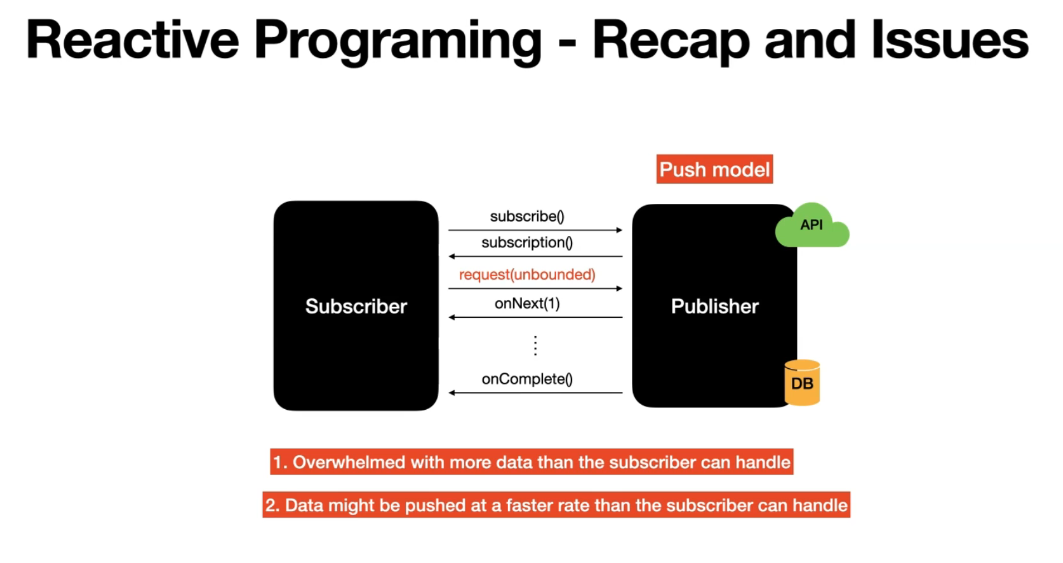 Reactive Programing - Recap and Issues
Push model
API
subscribe()
subscription()
request(unbounded)
Subscriber
onNext(1)
Publisher
onComplete()
DB
1. Overwhelmed with more data than the subscriber can handle
2. Data might be pushed at a faster rate than the subscriber can handle